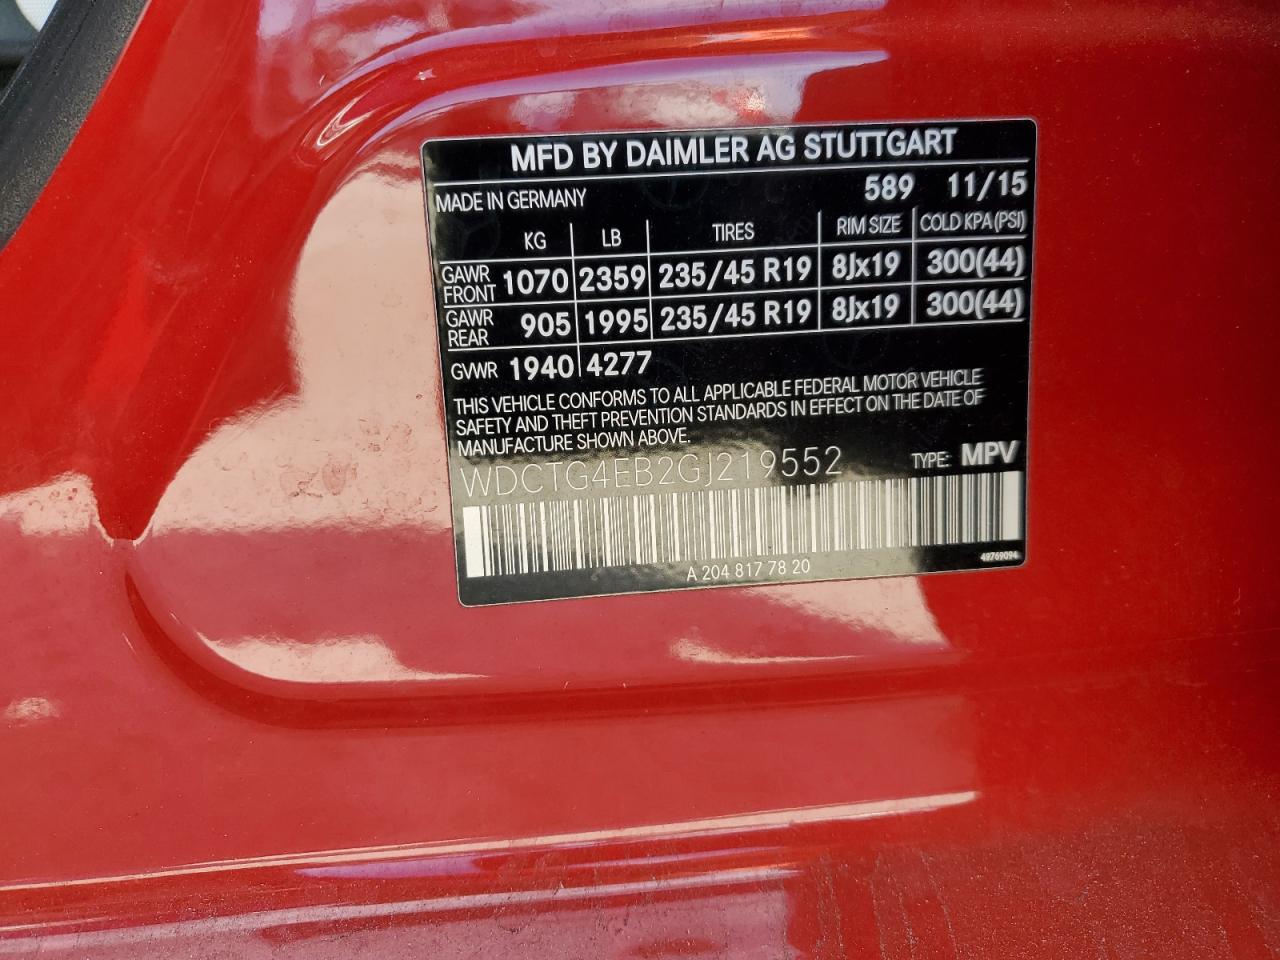 MFD BY DAIMLER AG STUTTGART
MADE IN GERMANY 589 11/15
KG LB TIRES RIM SIZE COLD KPA (PSI)
GAWR FRONT 1070 2359 235/45 R19 8Jx19 300(44)
GAWR REAR 905 1995 235/45 R19 8Jx19 300(44)
GVWR 1940 4277
THIS VEHICLE CONFORMS TO ALL APPLICABLE FEDERAL MOTOR VEHICLE
SAFETY AND THEFT PREVENTION STANDARDS IN EFFECT ON THE DATE OF
MANUFACTURE SHOWN ABOVE.
WDCTG4EB2GJ219552 TYPE: MPV
49769094
A 204 817 78 20